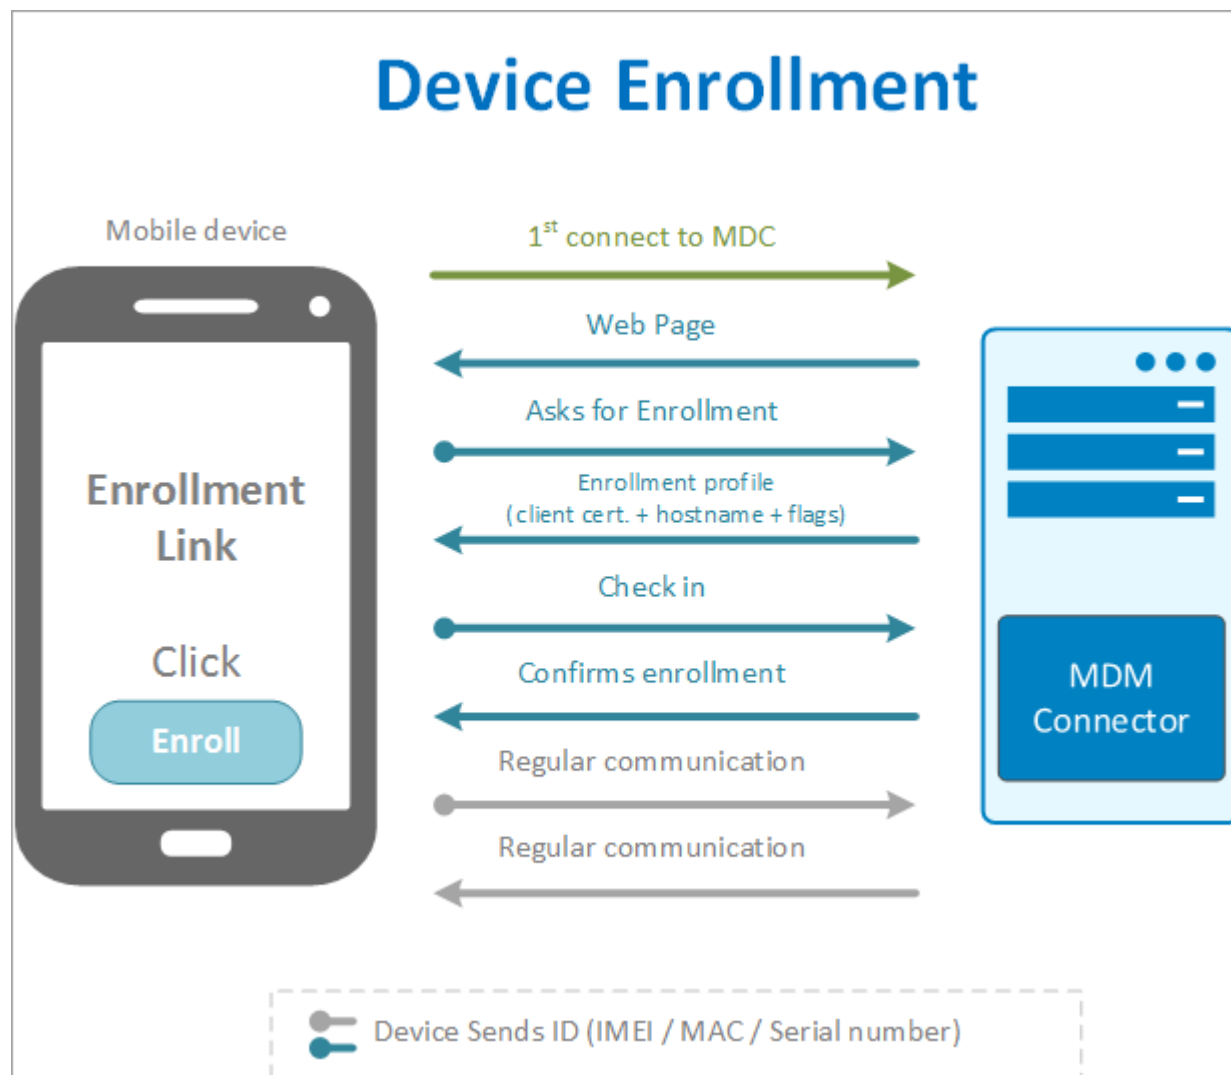 Device Enrollment
Mobile device
1st connect to MDC
Web Page
Asks for Enrollment
Enrollment profile
(client cert. + hostname + flags)
Check in
Confirms enrollment
Regular communication
Regular communication
Enrollment
Link
Click
Enroll
MDM
Connector
Device Sends ID (IMEI / MAC / Serial number)